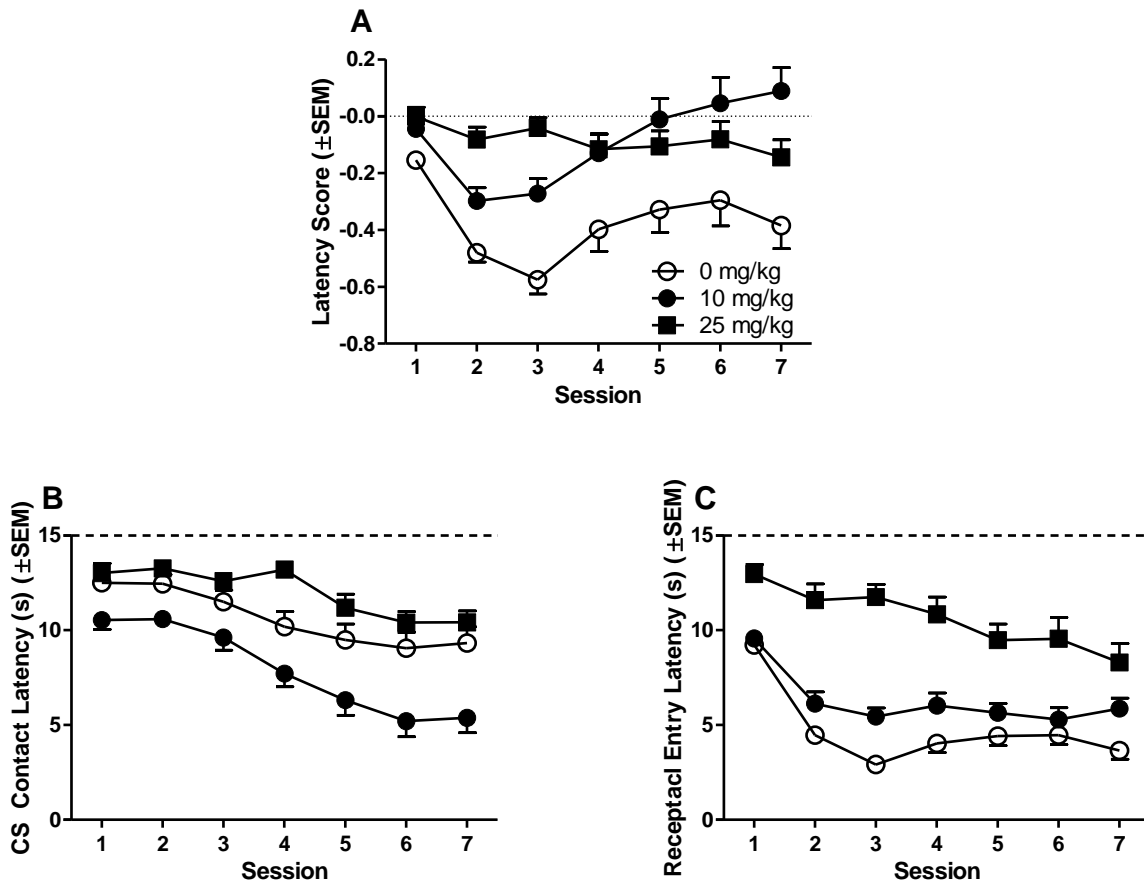 A
Latency Score (±SEM)
0.2
-0.0
-0.2
-0.4
-0.6
-0.8
0 mg/kg
10 mg/kg
25 mg/kg
1 2 3 4 5 6 7
Session
B
CS Contact Latency (s) (±SEM)
15
10
5
0
1 2 3 4 5 6 7
Session
C
Receptacl Entry Latency (s) (±SEM)
15
10
5
0
1 2 3 4 5 6 7
Session